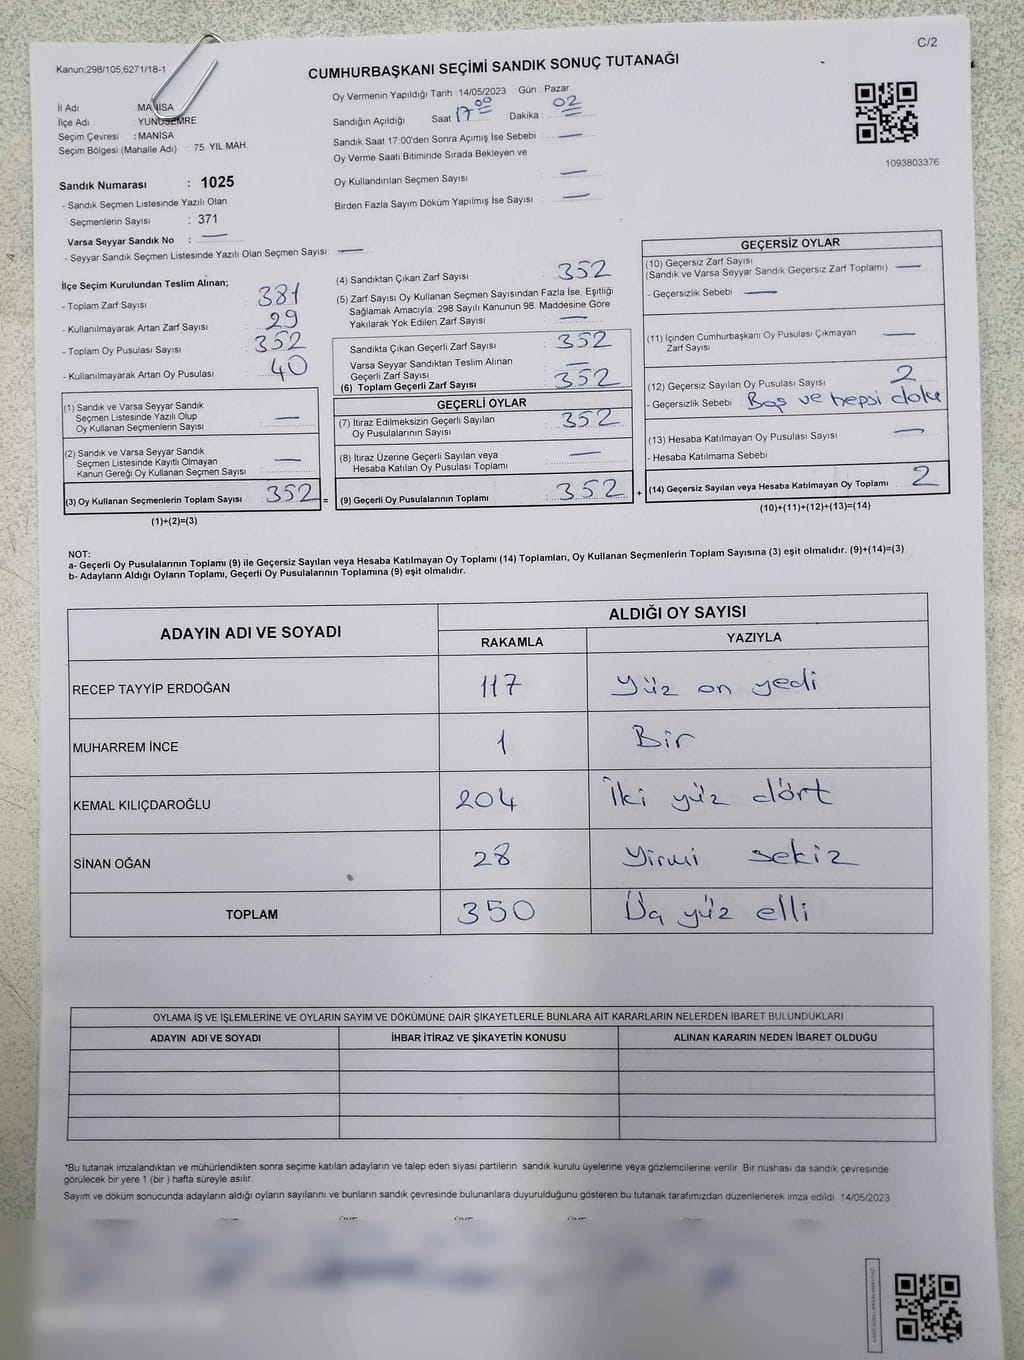 C/2
Kanun;298/105;6271/18-1
CUMHURBAŞKANI SEÇİMİ SANDIK SONUÇ TUTANAĞI
İl Adı : MANİSA
İlçe Adı : YUNUSEMRE
Seçim Çevresi : MANİSA
Seçim Bölgesi (Mahalle Adı) : 75. YIL MAH.
Oy Vermenin Yapıldığı Tarih : 14/05/2023 Gün : Pazar
Sandığın Açıldığı Saat 17:00 Dakika : 02
Sandık Saat 17:00'den Sonra Açımış İse Sebebi : —
Oy Verme Saati Bitiminde Sırada Bekleyen ve
Oy Kullandırılan Seçmen Sayısı : —
Birden Fazla Sayım Döküm Yapılmış İse Sayısı : —
1093803376
Sandık Numarası : 1025
- Sandık Seçmen Listesinde Yazılı Olan
Seçmenlerin Sayısı : 371
Varsa Seyyar Sandık No : —
- Seyyar Sandık Seçmen Listesinde Yazılı Olan Seçmen Sayısı: —
İlçe Seçim Kurulundan Teslim Alınan;
- Toplam Zarf Sayısı : 381
- Kullanılmayarak Artan Zarf Sayısı : 29
- Toplam Oy Pusulası Sayısı : 352
- Kullanılmayarak Artan Oy Pusulası : 40
(1) Sandık ve Varsa Seyyar Sandık
Seçmen Listesinde Yazılı Olup
Oy Kullanan Seçmenlerin Sayısı : —
(2) Sandık ve Varsa Seyyar Sandık
Seçmen Listesinde Kayıtlı Olmayan
Kanun Gereği Oy Kullanan Seçmen Sayısı : —
(3) Oy Kullanan Seçmenlerin Toplam Sayısı : 352 =
(1)+(2)=(3)
(4) Sandıktan Çıkan Zarf Sayısı : 352
(5) Zarf Sayısı Oy Kullanan Seçmen Sayısından Fazla İse, Eşitliği
Sağlamak Amacıyla; 298 Sayılı Kanunun 98. Maddesine Göre
Yakılarak Yok Edilen Zarf Sayısı : —
Sandıkta Çıkan Geçerli Zarf Sayısı : 352
Varsa Seyyar Sandıktan Teslim Alınan
Geçerli Zarf Sayısı : —
(6) Toplam Geçerli Zarf Sayısı : 352
GEÇERLİ OYLAR
(7) İtiraz Edilmeksizin Geçerli Sayılan
Oy Pusulalarının Sayısı : 352
(8) İtiraz Üzerine Geçerli Sayılan veya
Hesaba Katılan Oy Pusulası Toplamı : —
(9) Geçerli Oy Pusulalarının Toplamı : 352 +
GEÇERSİZ OYLAR
(10) Geçersiz Zarf Sayısı
(Sandık ve Varsa Seyyar Sandık Geçersiz Zarf Toplamı) : —
- Geçersizlik Sebebi : —
(11) İçinden Cumhurbaşkanı Oy Pusulası Çıkmayan
Zarf Sayısı : —
(12) Geçersiz Sayılan Oy Pusulası Sayısı : 2
- Geçersizlik Sebebi : Boş ve hepsi dolu
(13) Hesaba Katılmayan Oy Pusulası Sayısı : —
- Hesaba Katılmama Sebebi :
(14) Geçersiz Sayılan veya Hesaba Katılmayan Oy Toplamı : 2
(10)+(11)+(12)+(13)=(14)
NOT:
a- Geçerli Oy Pusulalarının Toplamı (9) ile Geçersiz Sayılan veya Hesaba Katılmayan Oy Toplamı (14) Toplamları, Oy Kullanan Seçmenlerin Toplam Sayısına (3) eşit olmalıdır. (9)+(14)=(3)
b- Adayların Aldığı Oyların Toplamı, Geçerli Oy Pusulalarının Toplamına (9) eşit olmalıdır.
ADAYIN ADI VE SOYADI ALDIĞI OY SAYISI
RAKAMLA YAZIYLA
RECEP TAYYİP ERDOĞAN 117 Yüz on yedi
MUHARREM İNCE 1 Bir
KEMAL KILIÇDAROĞLU 204 İki yüz dört
SİNAN OĞAN 28 Yirmi sekiz
TOPLAM 350 Üç yüz elli
OYLAMA İŞ VE İŞLEMLERİNE VE OYLARIN SAYIM VE DÖKÜMÜNE DAİR ŞİKAYETLERLE BUNLARA AİT KARARLARIN NELERDEN İBARET BULUNDUKLARI
ADAYIN ADI VE SOYADI İHBAR İTİRAZ VE ŞİKAYETİN KONUSU ALINAN KARARIN NEDEN İBARET OLDUĞU
*Bu tutanak imzalandıktan ve mühürlendikten sonra seçime katılan adayların ve talep eden siyasi partilerin sandık kurulu üyelerine veya gözlemcilerine verilir. Bir nüshası da sandık çevresinde
görülecek bir yere 1 (bir ) hafta süreyle asılır.
Sayım ve döküm sonucunda adayların aldığı oyların sayılarını ve bunların sandık çevresinde bulunanlara duyurulduğunu gösteren bu tutanak tarafımızdan düzenlenerek imza edildi 14/05/2023